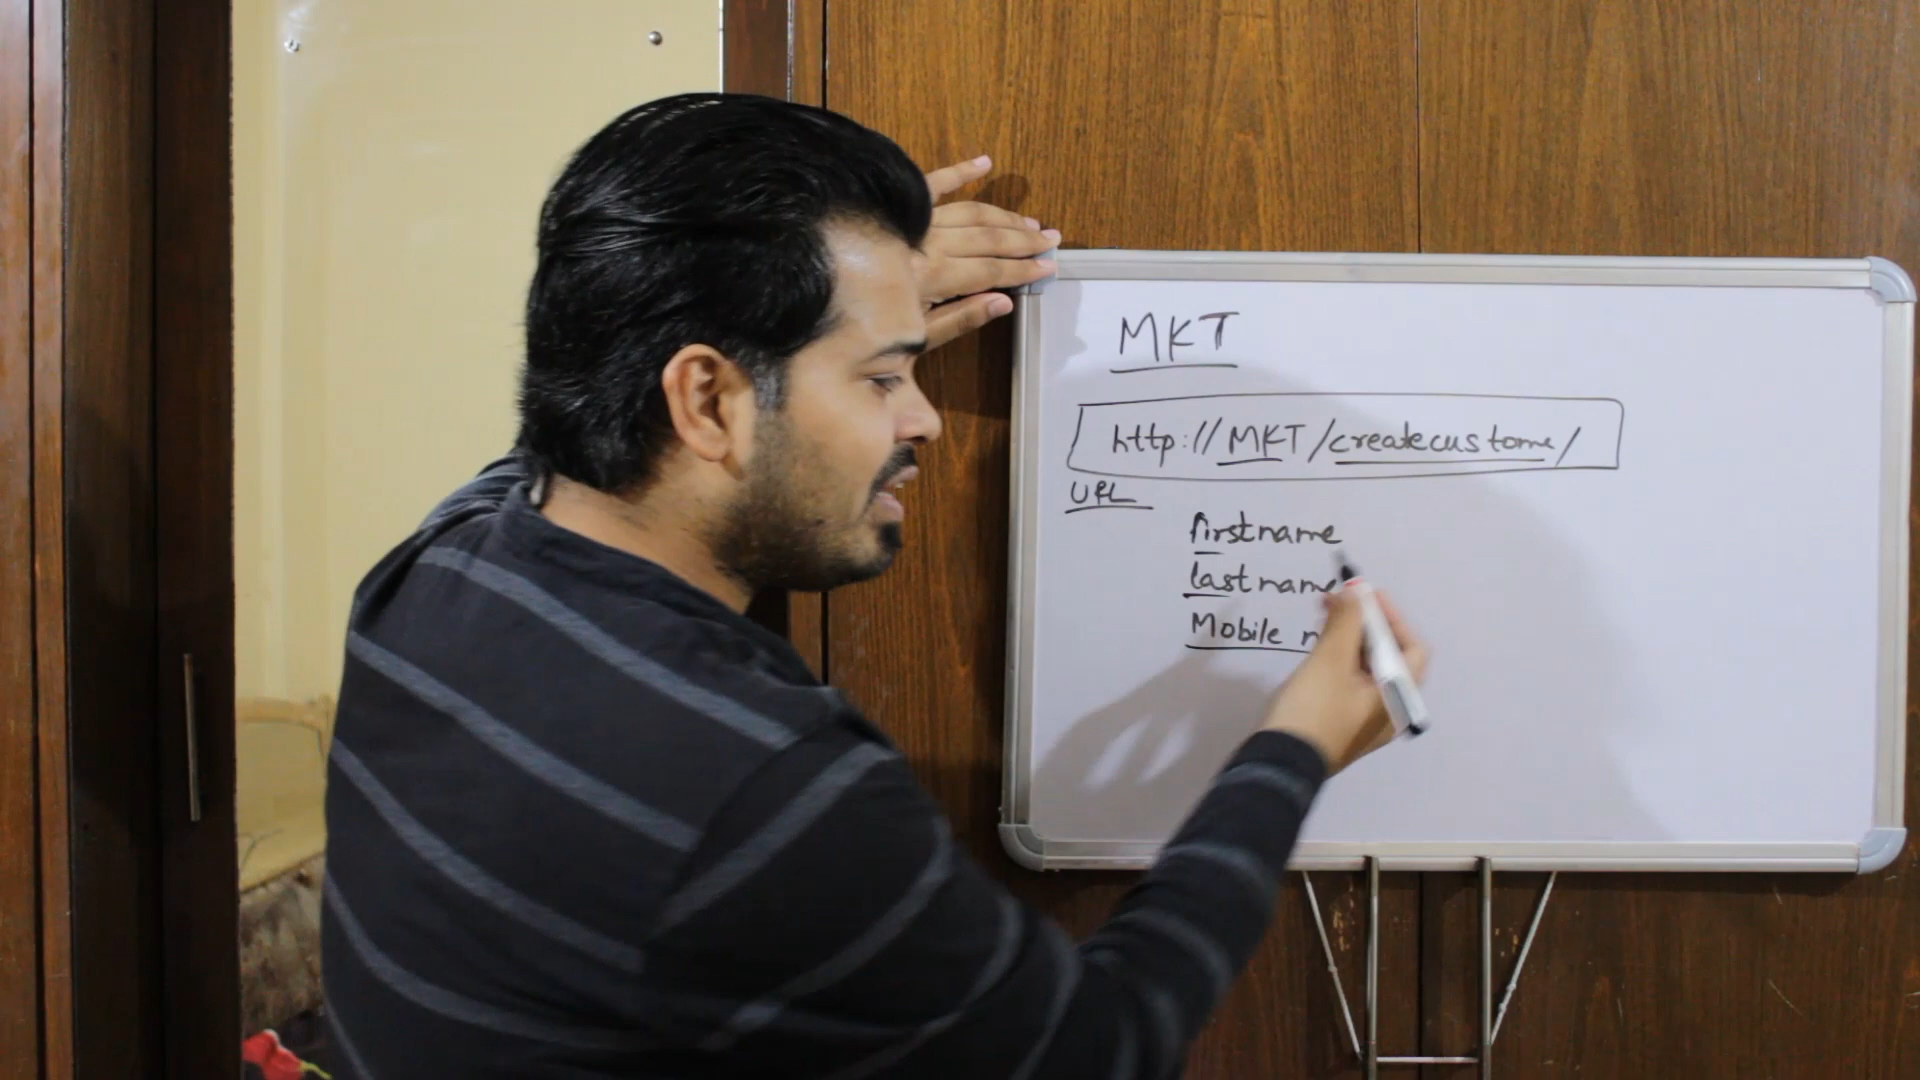 MKT
http://MKT/createcustome/
URL
firstname
lastname
Mobile n